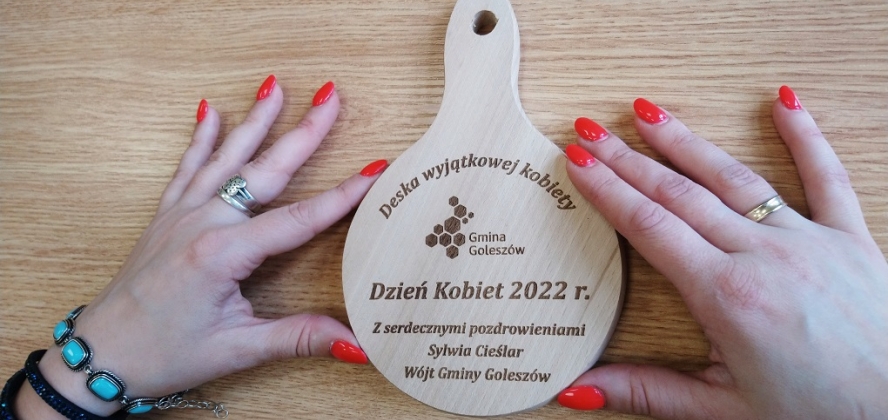 Deska wyjątkowej kobiety
Gmina
Goleszów
Dzień Kobiet 2022 r.
Z serdecznymi pozdrowieniami
Sylwia Cieślar
Wójt Gminy Goleszów